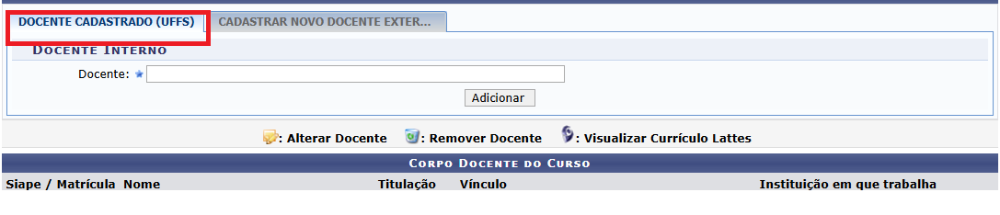 DOCENTE CADASTRADO (UFFS) CADASTRAR NOVO DOCENTE EXTER...
DOCENTE INTERNO
Docente:
Adicionar
: Alterar Docente : Remover Docente : Visualizar Currículo Lattes
CORPO DOCENTE DO CURSO
Siape / Matrícula Nome Titulação Vínculo Instituição em que trabalha